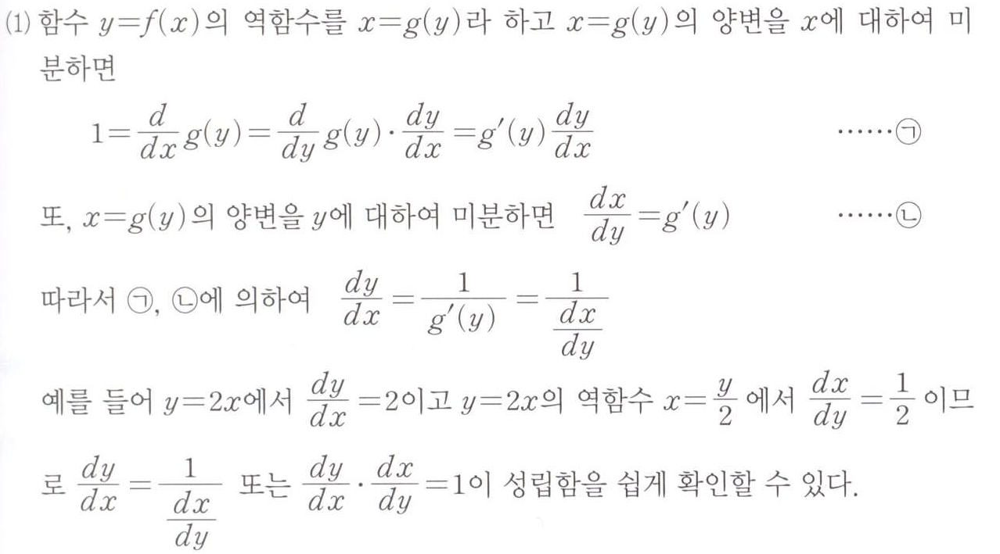 (1) 함수 y=f(x)의 역함수를 x=g(y)라 하고 x=g(y)의 양변을 x에 대하여 미
분하면
1=\frac{d}{dx}g(y)=\frac{d}{dy}g(y)·\frac{dy}{dx}=g′(y)\frac{dy}{dx} ……㉠
또, x=g(y)의 양변을 y에 대하여 미분하면 \frac{dx}{dy}=g′(y) ……㉡
따라서 ㉠, ㉡에 의하여 \frac{dy}{dx}=\frac{1}{g′(y)}=\frac{1}{\frac{dx}{dy}}
예를 들어 y=2x에서 \frac{dy}{dx}=2이고 y=2x의 역함수 x=\frac{y}{2}에서 \frac{dx}{dy}=\frac{1}{2}이므
로 \frac{dy}{dx}=\frac{1}{\frac{dx}{dy}} 또는 \frac{dy}{dx}·\frac{dx}{dy}=1이 성립함을 쉽게 확인할 수 있다.